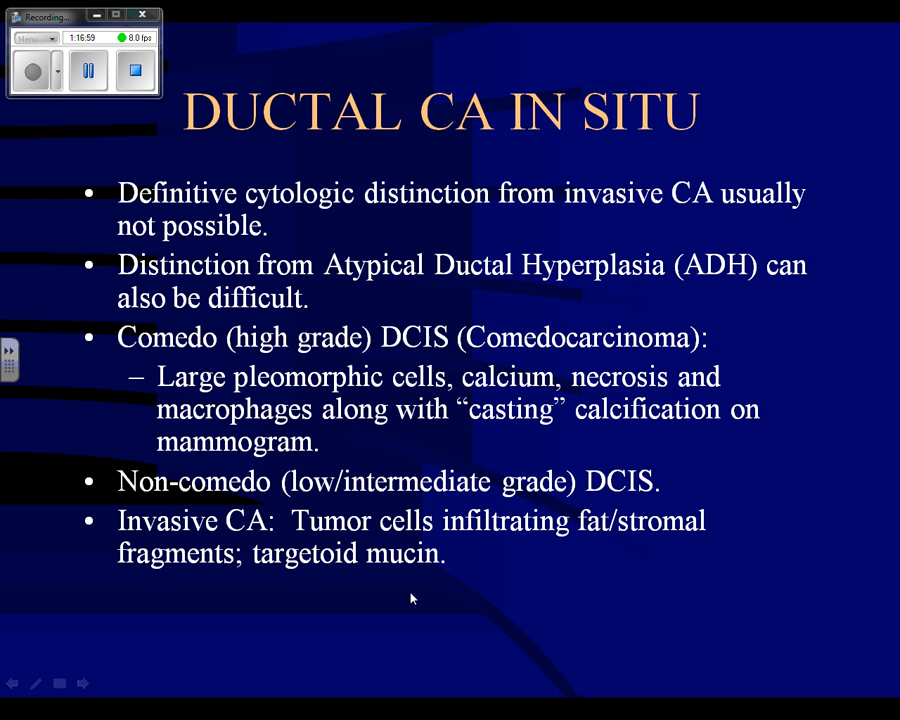 Recording...
Menu
1:16:59
8.0 fps
DUCTAL CA IN SITU
• Definitive cytologic distinction from invasive CA usually
not possible.
• Distinction from Atypical Ductal Hyperplasia (ADH) can
also be difficult.
• Comedo (high grade) DCIS (Comedocarcinoma):
– Large pleomorphic cells, calcium, necrosis and
macrophages along with “casting” calcification on
mammogram.
• Non-comedo (low/intermediate grade) DCIS.
• Invasive CA: Tumor cells infiltrating fat/stromal
fragments; targetoid mucin.